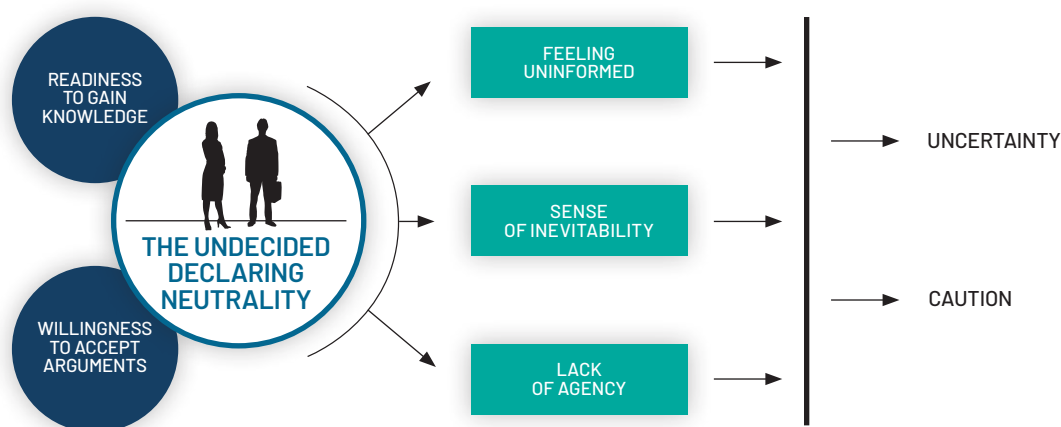 READINESS
TO GAIN
KNOWLEDGE
THE UNDECIDED
DECLARING
NEUTRALITY
WILLINGNESS
TO ACCEPT
ARGUMENTS
FEELING
UNINFORMED
SENSE
OF INEVITABILITY
LACK
OF AGENCY
UNCERTAINTY
CAUTION